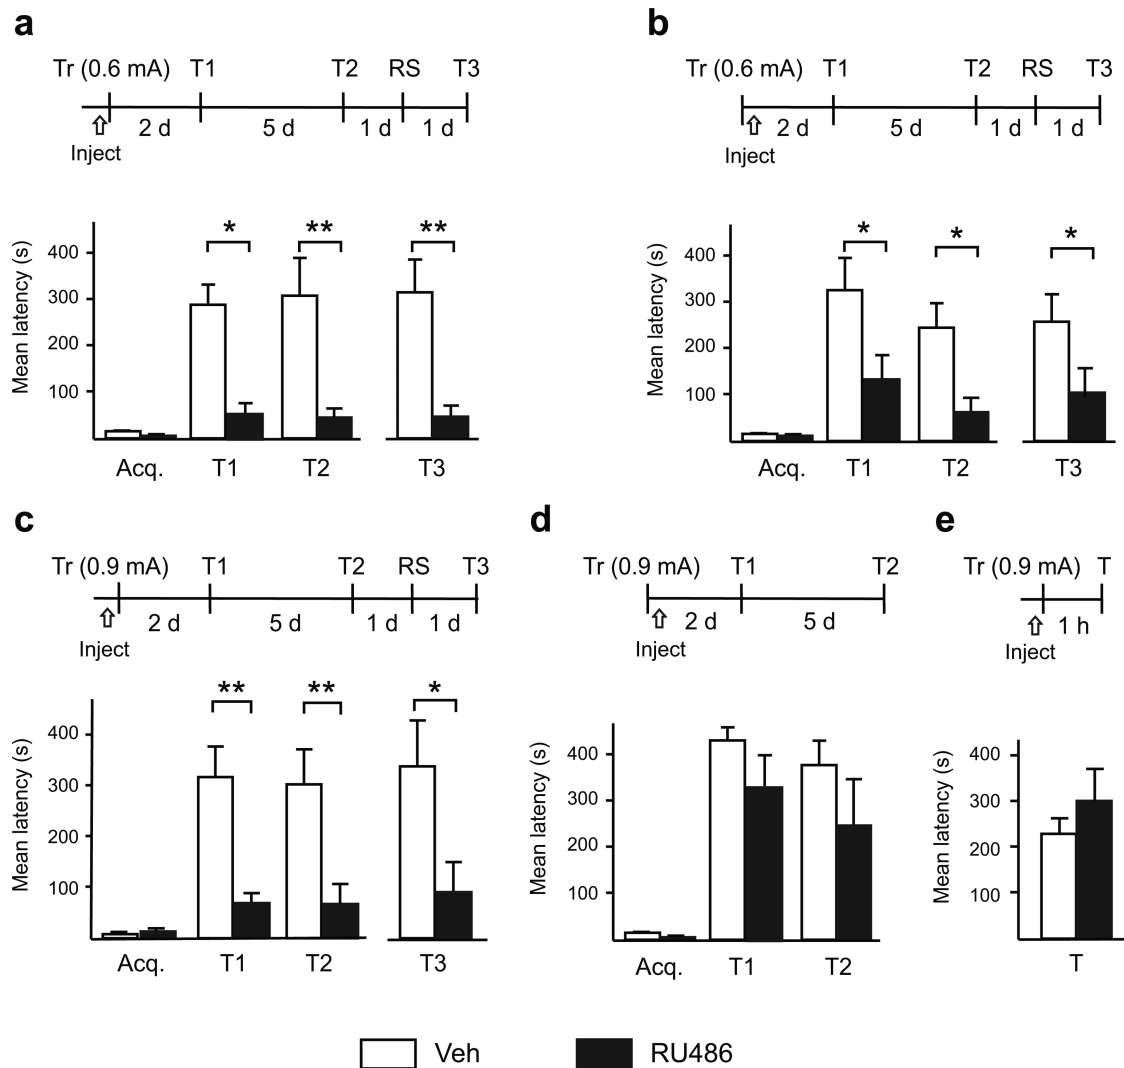 a
Tr (0.6 mA) T1 T2 RS T3
2 d 5 d 1 d 1 d
Inject
Mean latency (s)
400
300
200
100
* ** **
Acq. T1 T2 T3
b
Tr (0.6 mA) T1 T2 RS T3
2 d 5 d 1 d 1 d
Inject
Mean latency (s)
400
300
200
100
* * *
Acq. T1 T2 T3
c
Tr (0.9 mA) T1 T2 RS T3
2 d 5 d 1 d 1 d
Inject
Mean latency (s)
400
300
200
100
** ** *
Acq. T1 T2 T3
d
Tr (0.9 mA) T1 T2
2 d 5 d
Inject
Mean latency (s)
400
300
200
100
Acq. T1 T2
e
Tr (0.9 mA) T
1 h
Inject
Mean latency (s)
400
300
200
100
T
Veh RU486